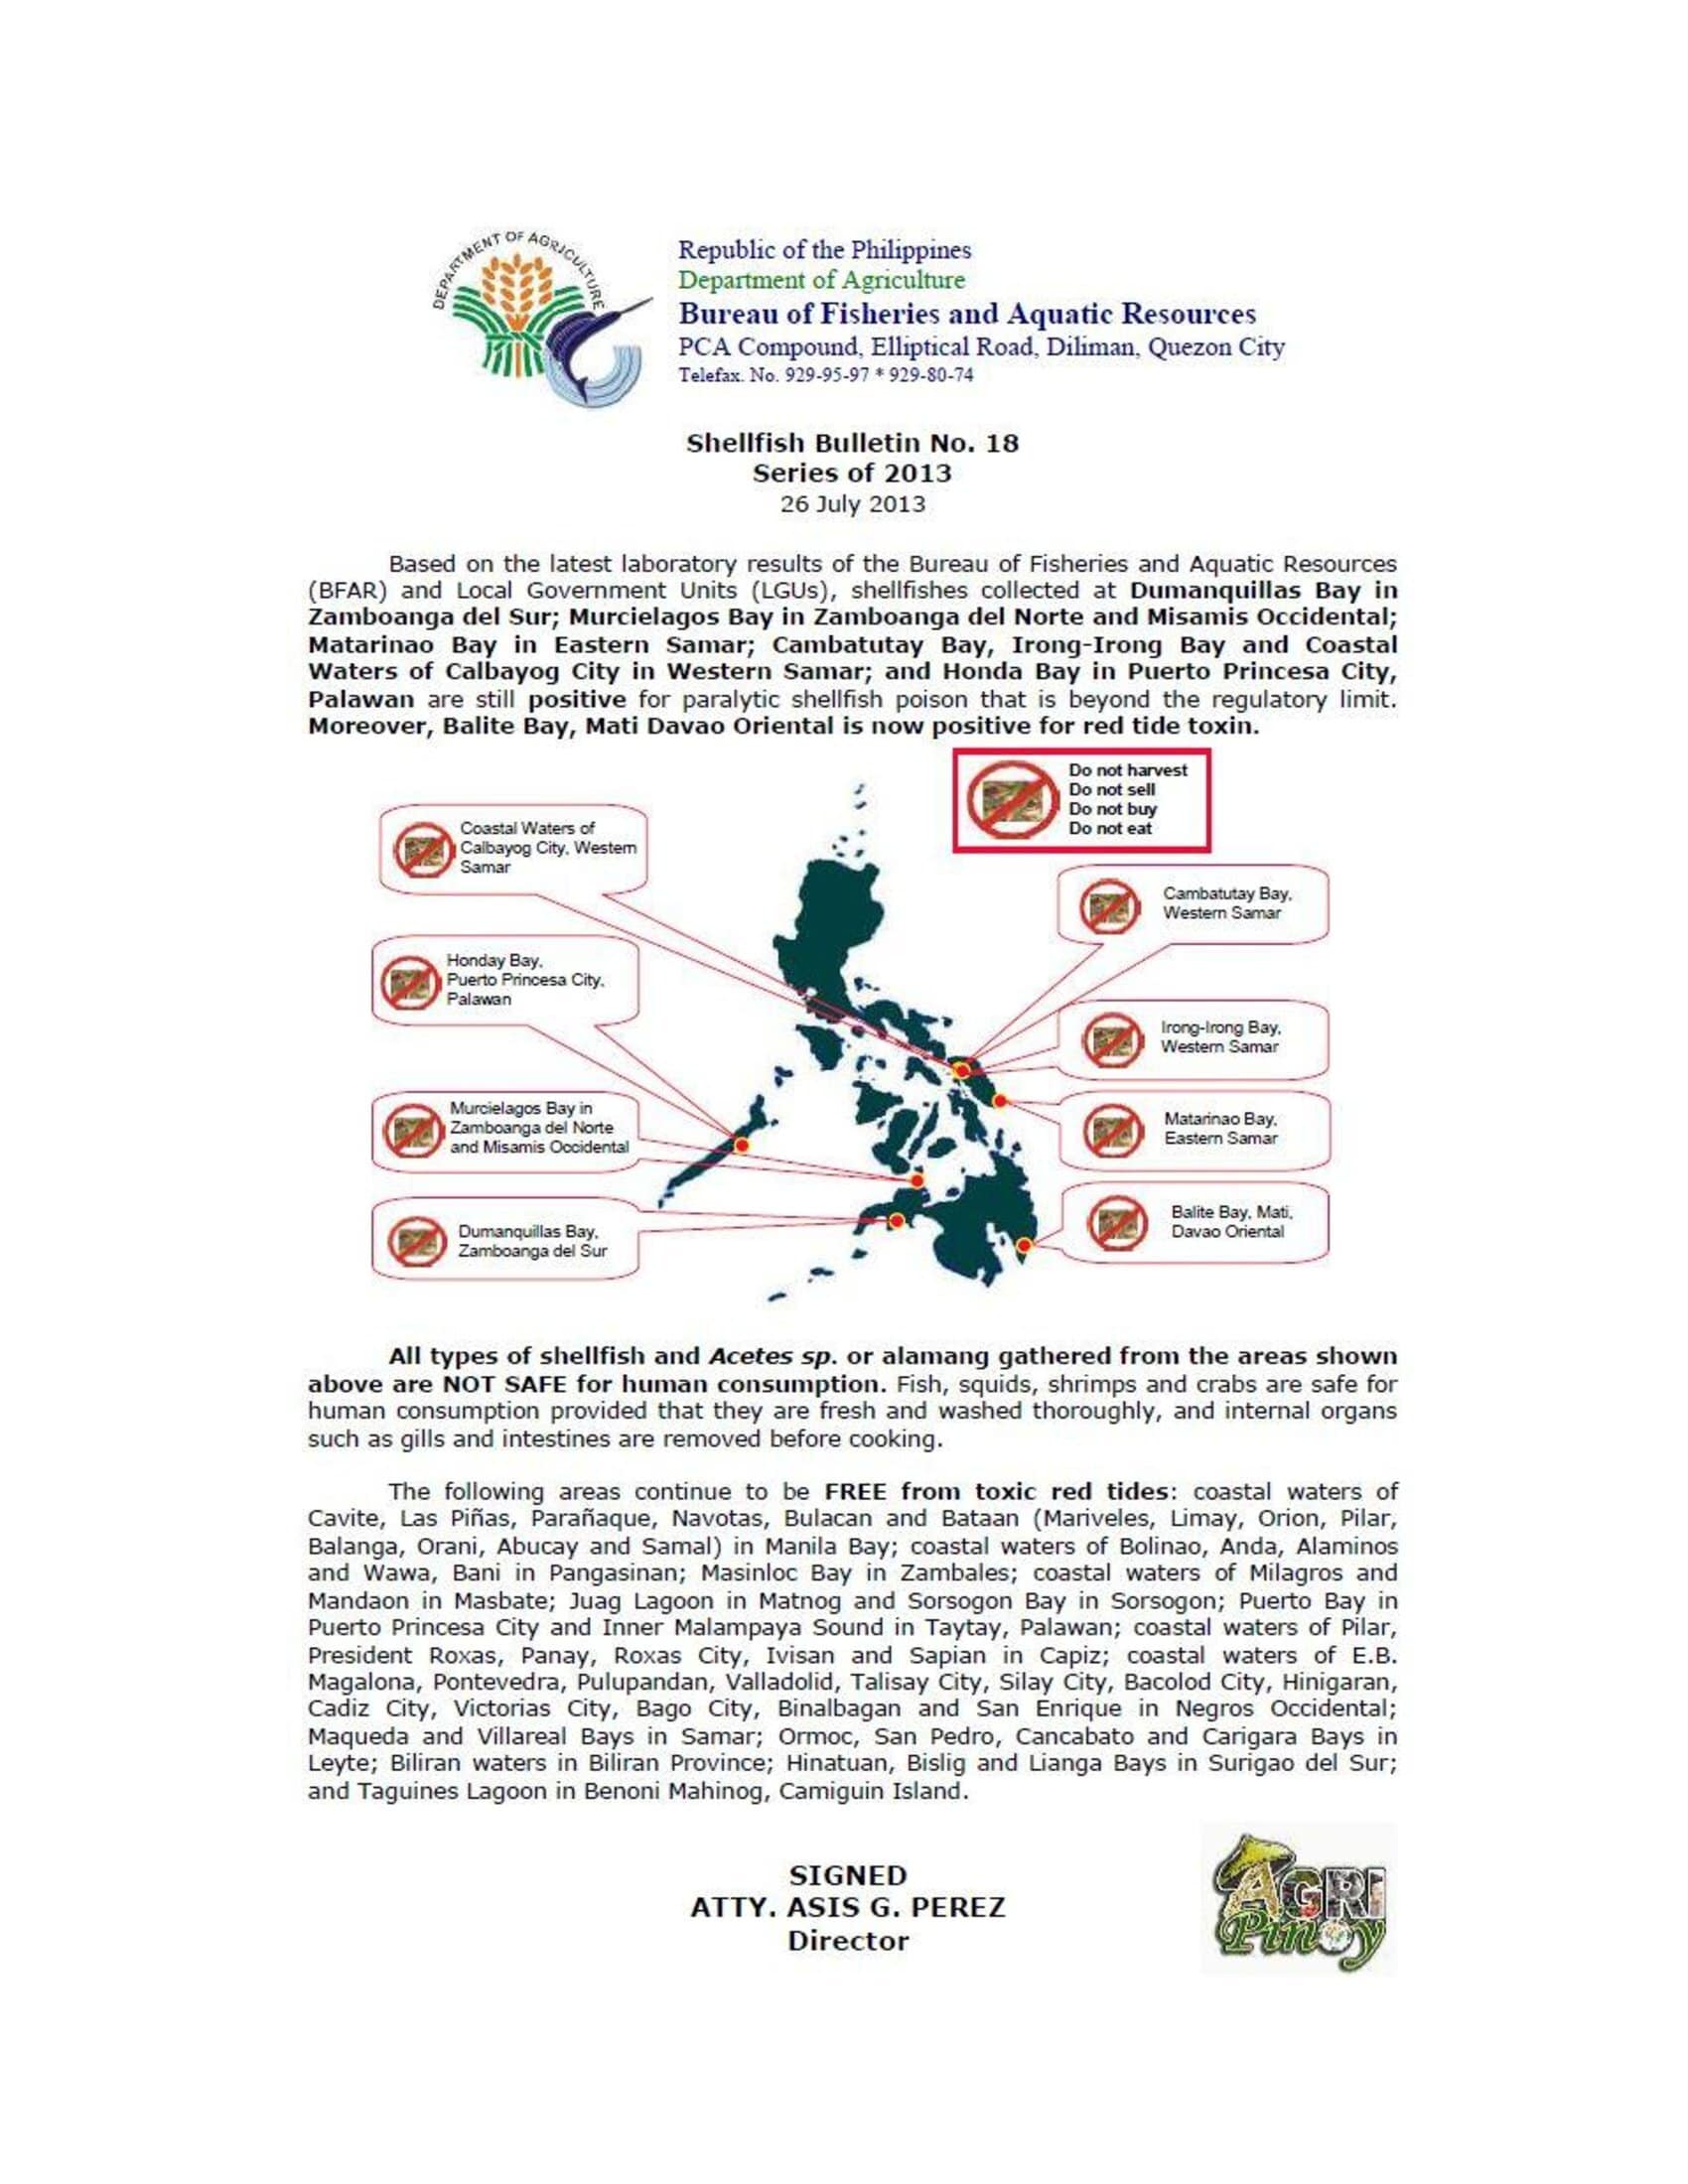 DEPARTMENT OF AGRICULTURE
Republic of the Philippines
Department of Agriculture
Bureau of Fisheries and Aquatic Resources
PCA Compound, Elliptical Road, Diliman, Quezon City
Telefax. No. 929-95-97 * 929-80-74
Shellfish Bulletin No. 18
Series of 2013
26 July 2013
Based on the latest laboratory results of the Bureau of Fisheries and Aquatic Resources
(BFAR) and Local Government Units (LGUs), shellfishes collected at Dumanquillas Bay in
Zamboanga del Sur; Murcielagos Bay in Zamboanga del Norte and Misamis Occidental;
Matarinao Bay in Eastern Samar; Cambatutay Bay, Irong-Irong Bay and Coastal
Waters of Calbayog City in Western Samar; and Honda Bay in Puerto Princesa City,
Palawan are still positive for paralytic shellfish poison that is beyond the regulatory limit.
Moreover, Balite Bay, Mati Davao Oriental is now positive for red tide toxin.
Do not harvest
Do not sell
Do not buy
Do not eat
Coastal Waters of
Calbayog City, Western
Samar
Cambatutay Bay,
Western Samar
Honday Bay,
Puerto Princesa City,
Palawan
Irong-Irong Bay,
Western Samar
Murcielagos Bay in
Zamboanga del Norte
and Misamis Occidental
Matarinao Bay,
Eastern Samar
Dumanquillas Bay,
Zamboanga del Sur
Balite Bay, Mati,
Davao Oriental
All types of shellfish and Acetes sp. or alamang gathered from the areas shown
above are NOT SAFE for human consumption. Fish, squids, shrimps and crabs are safe for
human consumption provided that they are fresh and washed thoroughly, and internal organs
such as gills and intestines are removed before cooking.
The following areas continue to be FREE from toxic red tides: coastal waters of
Cavite, Las Piñas, Parañaque, Navotas, Bulacan and Bataan (Mariveles, Limay, Orion, Pilar,
Balanga, Orani, Abucay and Samal) in Manila Bay; coastal waters of Bolinao, Anda, Alaminos
and Wawa, Bani in Pangasinan; Masinloc Bay in Zambales; coastal waters of Milagros and
Mandaon in Masbate; Juag Lagoon in Matnog and Sorsogon Bay in Sorsogon; Puerto Bay in
Puerto Princesa City and Inner Malampaya Sound in Taytay, Palawan; coastal waters of Pilar,
President Roxas, Panay, Roxas City, Ivisan and Sapian in Capiz; coastal waters of E.B.
Magalona, Pontevedra, Pulupandan, Valladolid, Talisay City, Silay City, Bacolod City, Hinigaran,
Cadiz City, Victorias City, Bago City, Binalbagan and San Enrique in Negros Occidental;
Maqueda and Villareal Bays in Samar; Ormoc, San Pedro, Cancabato and Carigara Bays in
Leyte; Biliran waters in Biliran Province; Hinatuan, Bislig and Lianga Bays in Surigao del Sur;
and Taguines Lagoon in Benoni Mahinog, Camiguin Island.
SIGNED
ATTY. ASIS G. PEREZ
Director
AGRI
Pinoy